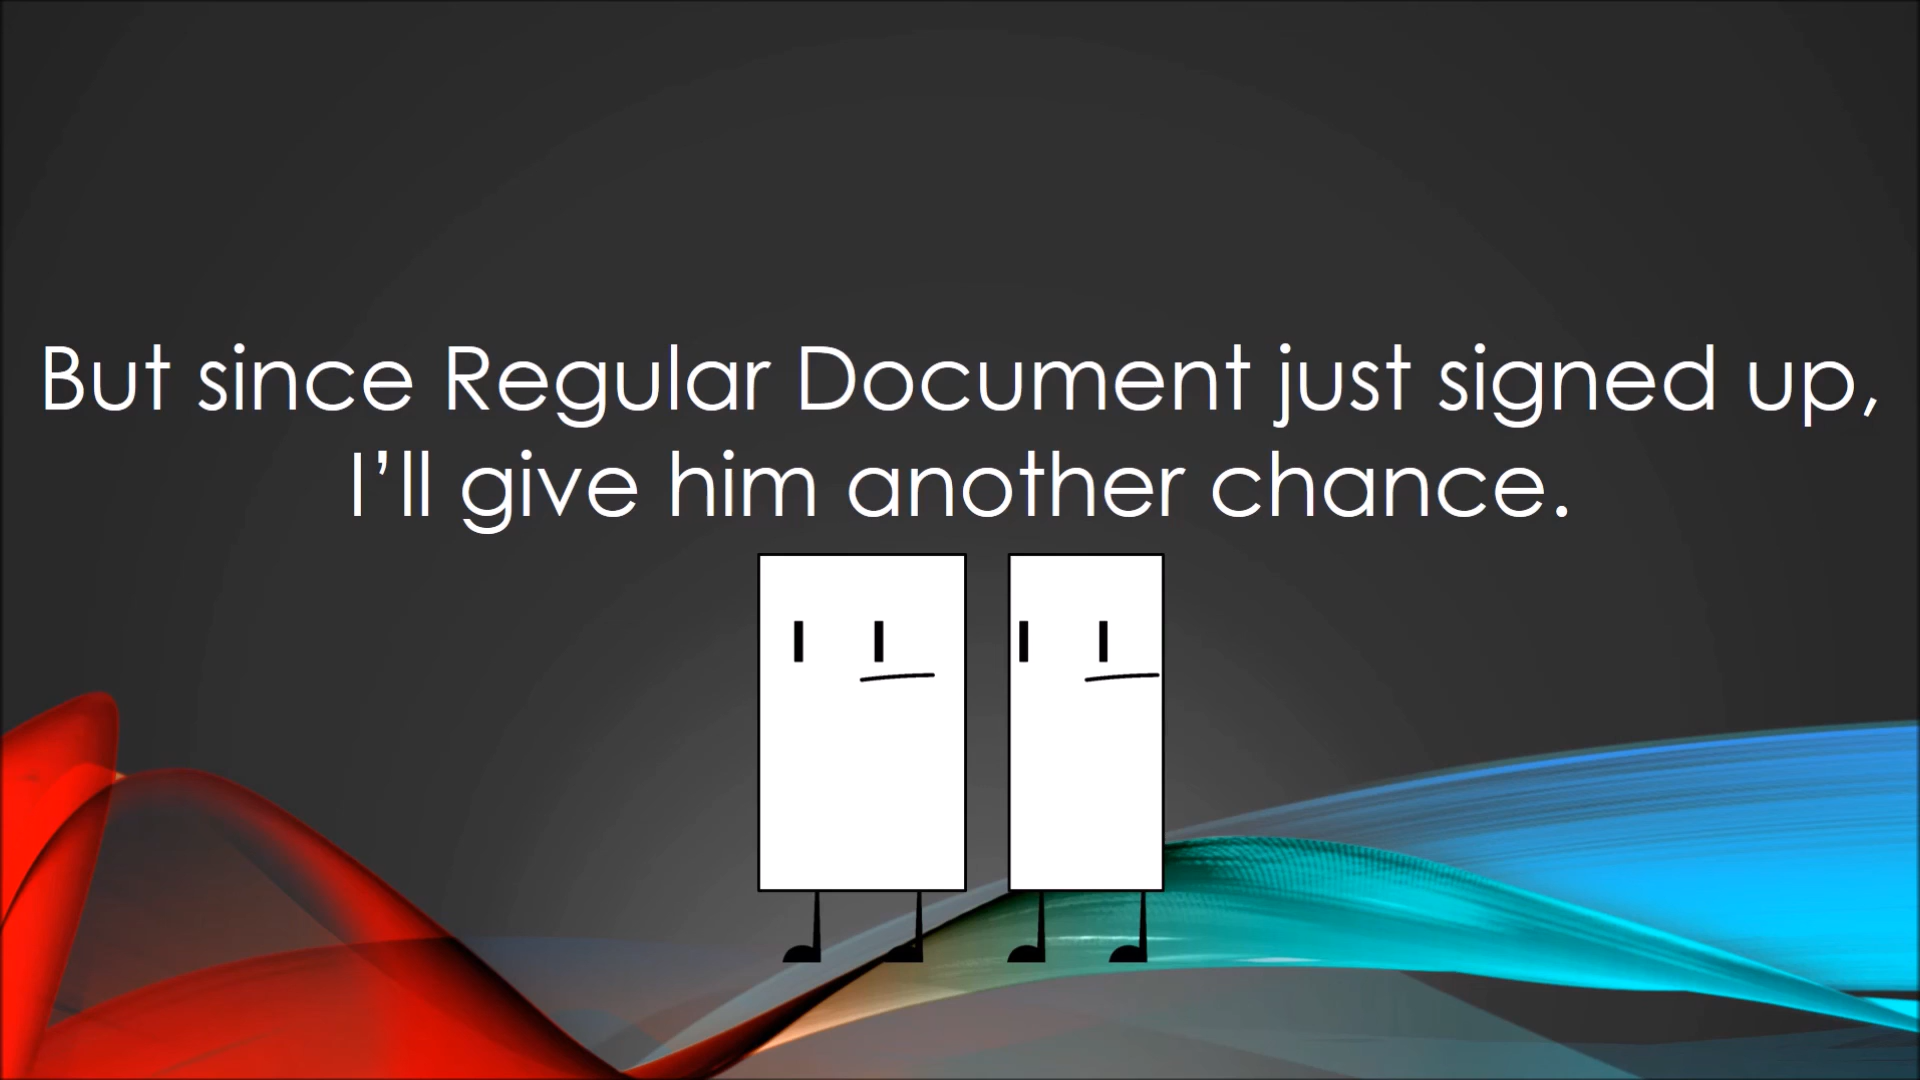 But since Regular Document just signed up,
I’ll give him another chance.